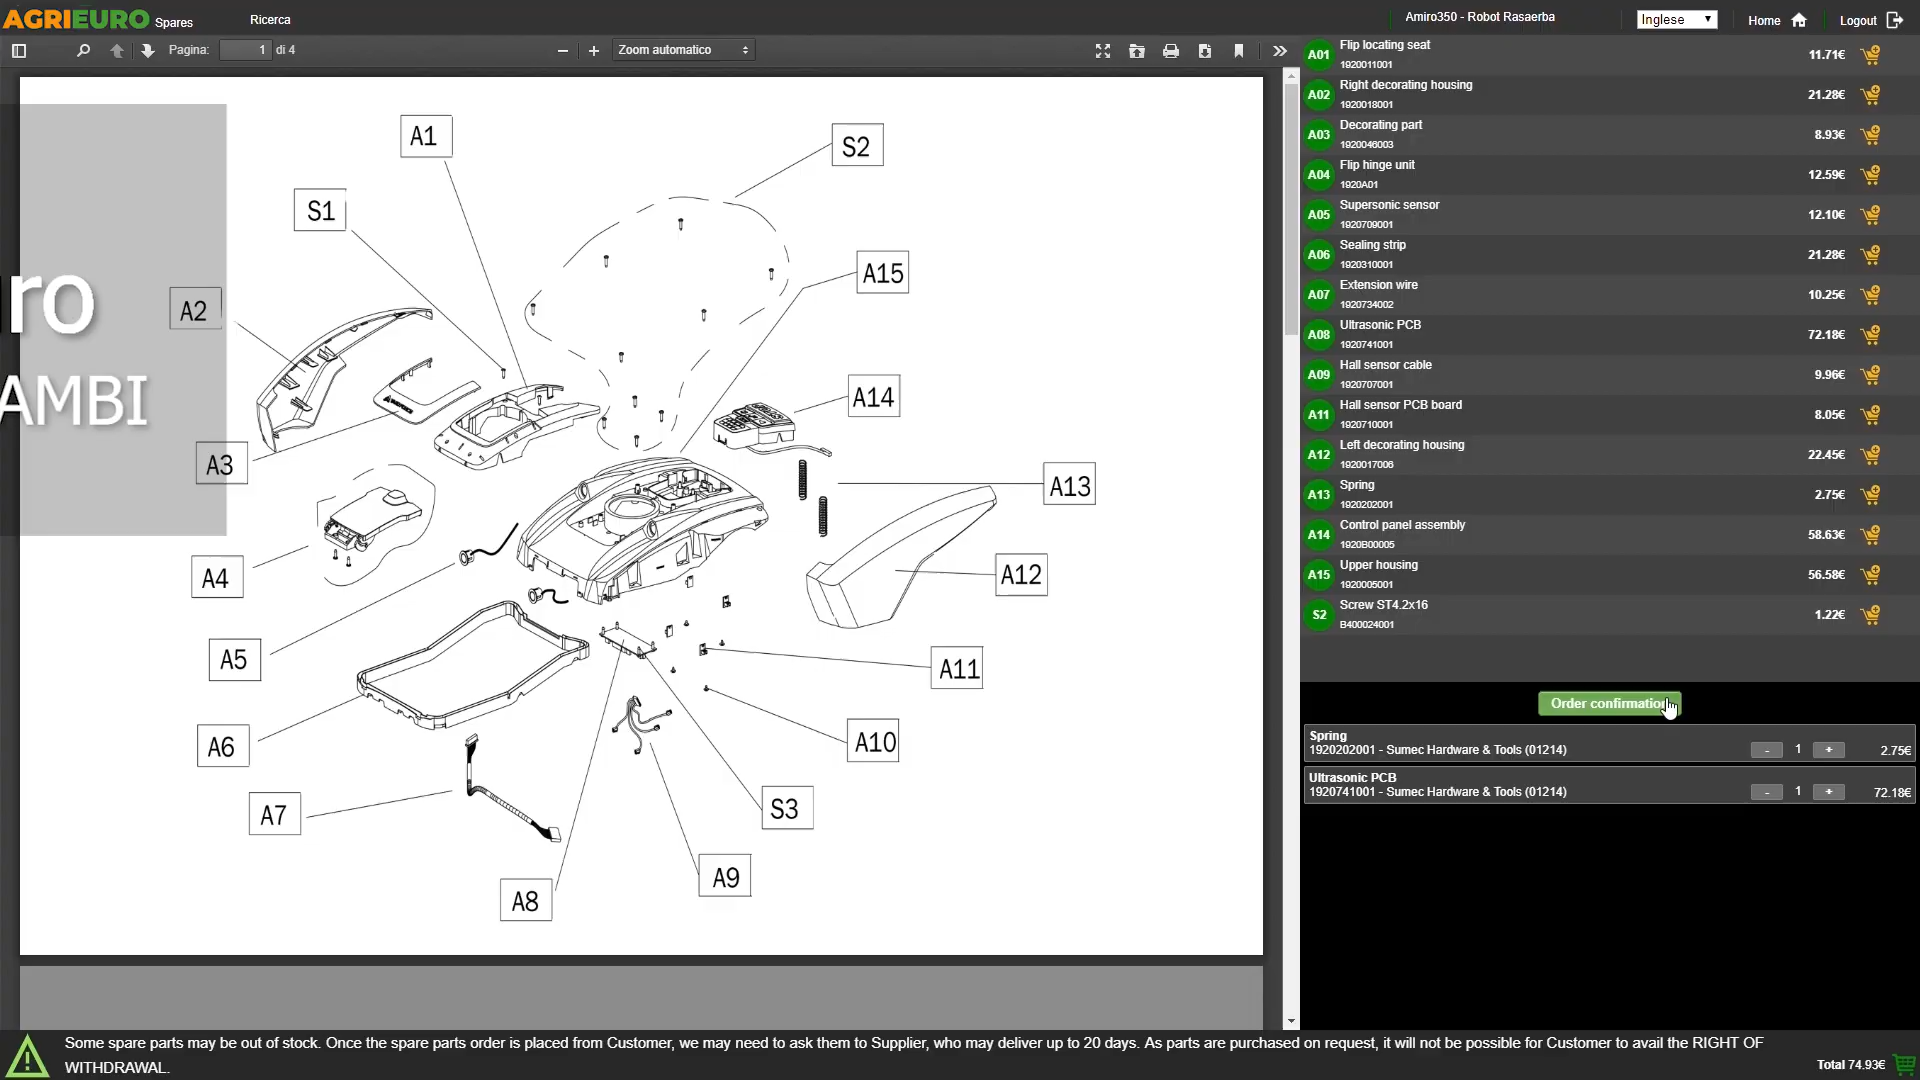 AGRIEURO Spares
Ricerca
Amiro350 - Robot Rasaerba
Inglese
Home
Logout
Pagina: 1 di 4
Zoom automatico
A1
S2
S1
A15
A2
ro
AMBI
A14
A3
A13
A4
A12
A5
A11
A6
A10
A7
S3
A9
A8
A01 Flip locating seat 11.71€
1920011001
A02 Right decorating housing 21.28€
1920018001
A03 Decorating part 8.93€
1920046003
A04 Flip hinge unit 12.59€
1920A01
A05 Supersonic sensor 12.10€
1920709001
A06 Sealing strip 21.28€
1920310001
A07 Extension wire 10.25€
1920734002
A08 Ultrasonic PCB 72.18€
1920741001
A09 Hall sensor cable 9.96€
1920707001
A11 Hall sensor PCB board 8.05€
1920710001
A12 Left decorating housing 22.45€
1920017006
A13 Spring 2.75€
1920202001
A14 Control panel assembly 58.63€
1920B00005
A15 Upper housing 56.58€
1920005001
S2 Screw ST4.2x16 1.22€
B400024001
Order confirmation
Spring
1920202001 - Sumec Hardware & Tools (01214) - 1 + 2.75€
Ultrasonic PCB
1920741001 - Sumec Hardware & Tools (01214) - 1 + 72.18€
Some spare parts may be out of stock. Once the spare parts order is placed from Customer, we may need to ask them to Supplier, who may deliver up to 20 days. As parts are purchased on request, it will not be possible for Customer to avail the RIGHT OF
WITHDRAWAL.
Total 74.93€